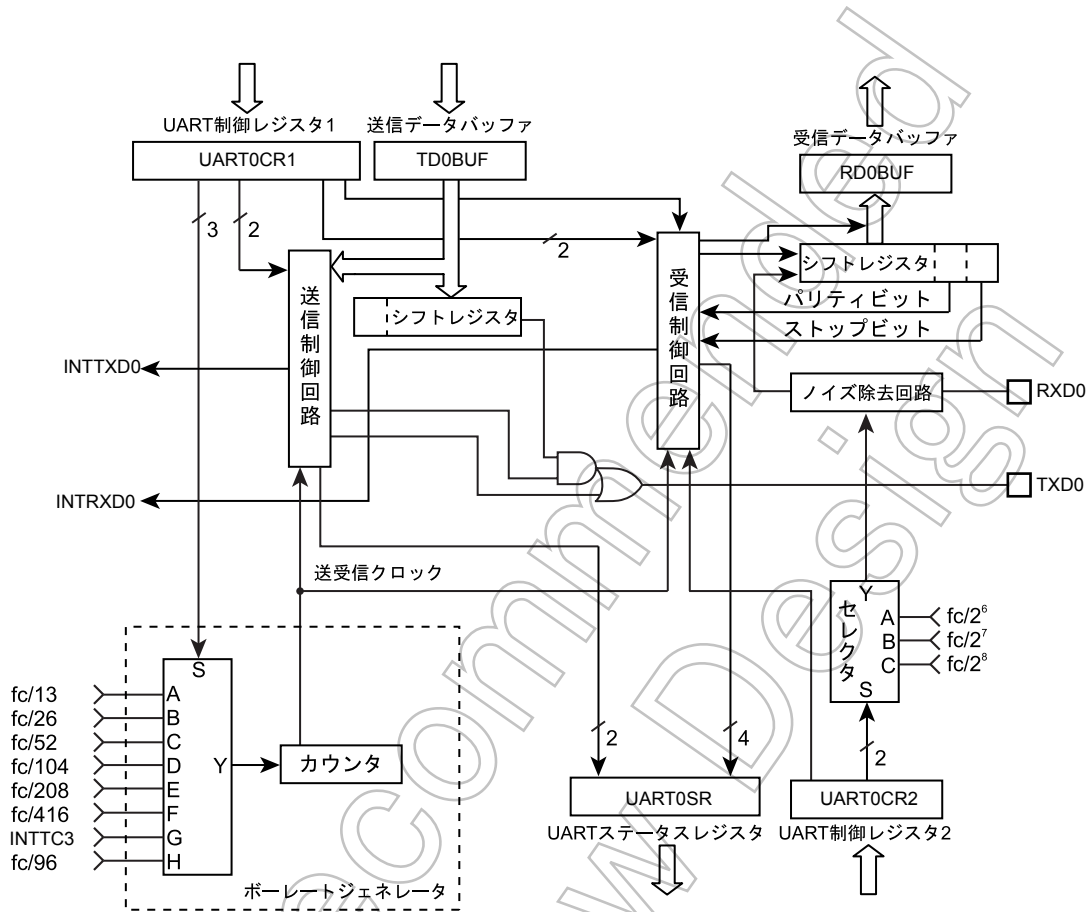 UART制御レジスタ1
送信データバッファ
受信データバッファ
UART0CR1
TD0BUF
RD0BUF
3
2
2
送信制御回路
受信制御回路
シフトレジスタ
シフトレジスタ
パリティビット
ストップビット
INTTXD0
ノイズ除去回路
RXD0
INTRXD0
TXD0
送受信クロック
Y
セレクタ
A
B
C
S
fc/2⁶
fc/2⁷
fc/2⁸
S
fc/13
A
fc/26
B
fc/52
C
fc/104
D
Y
カウンタ
fc/208
E
fc/416
F
INTTC3
G
fc/96
H
ボーレートジェネレータ
2
4
2
UART0SR
UART0CR2
UARTステータスレジスタ
UART制御レジスタ2
ecommended
w Design